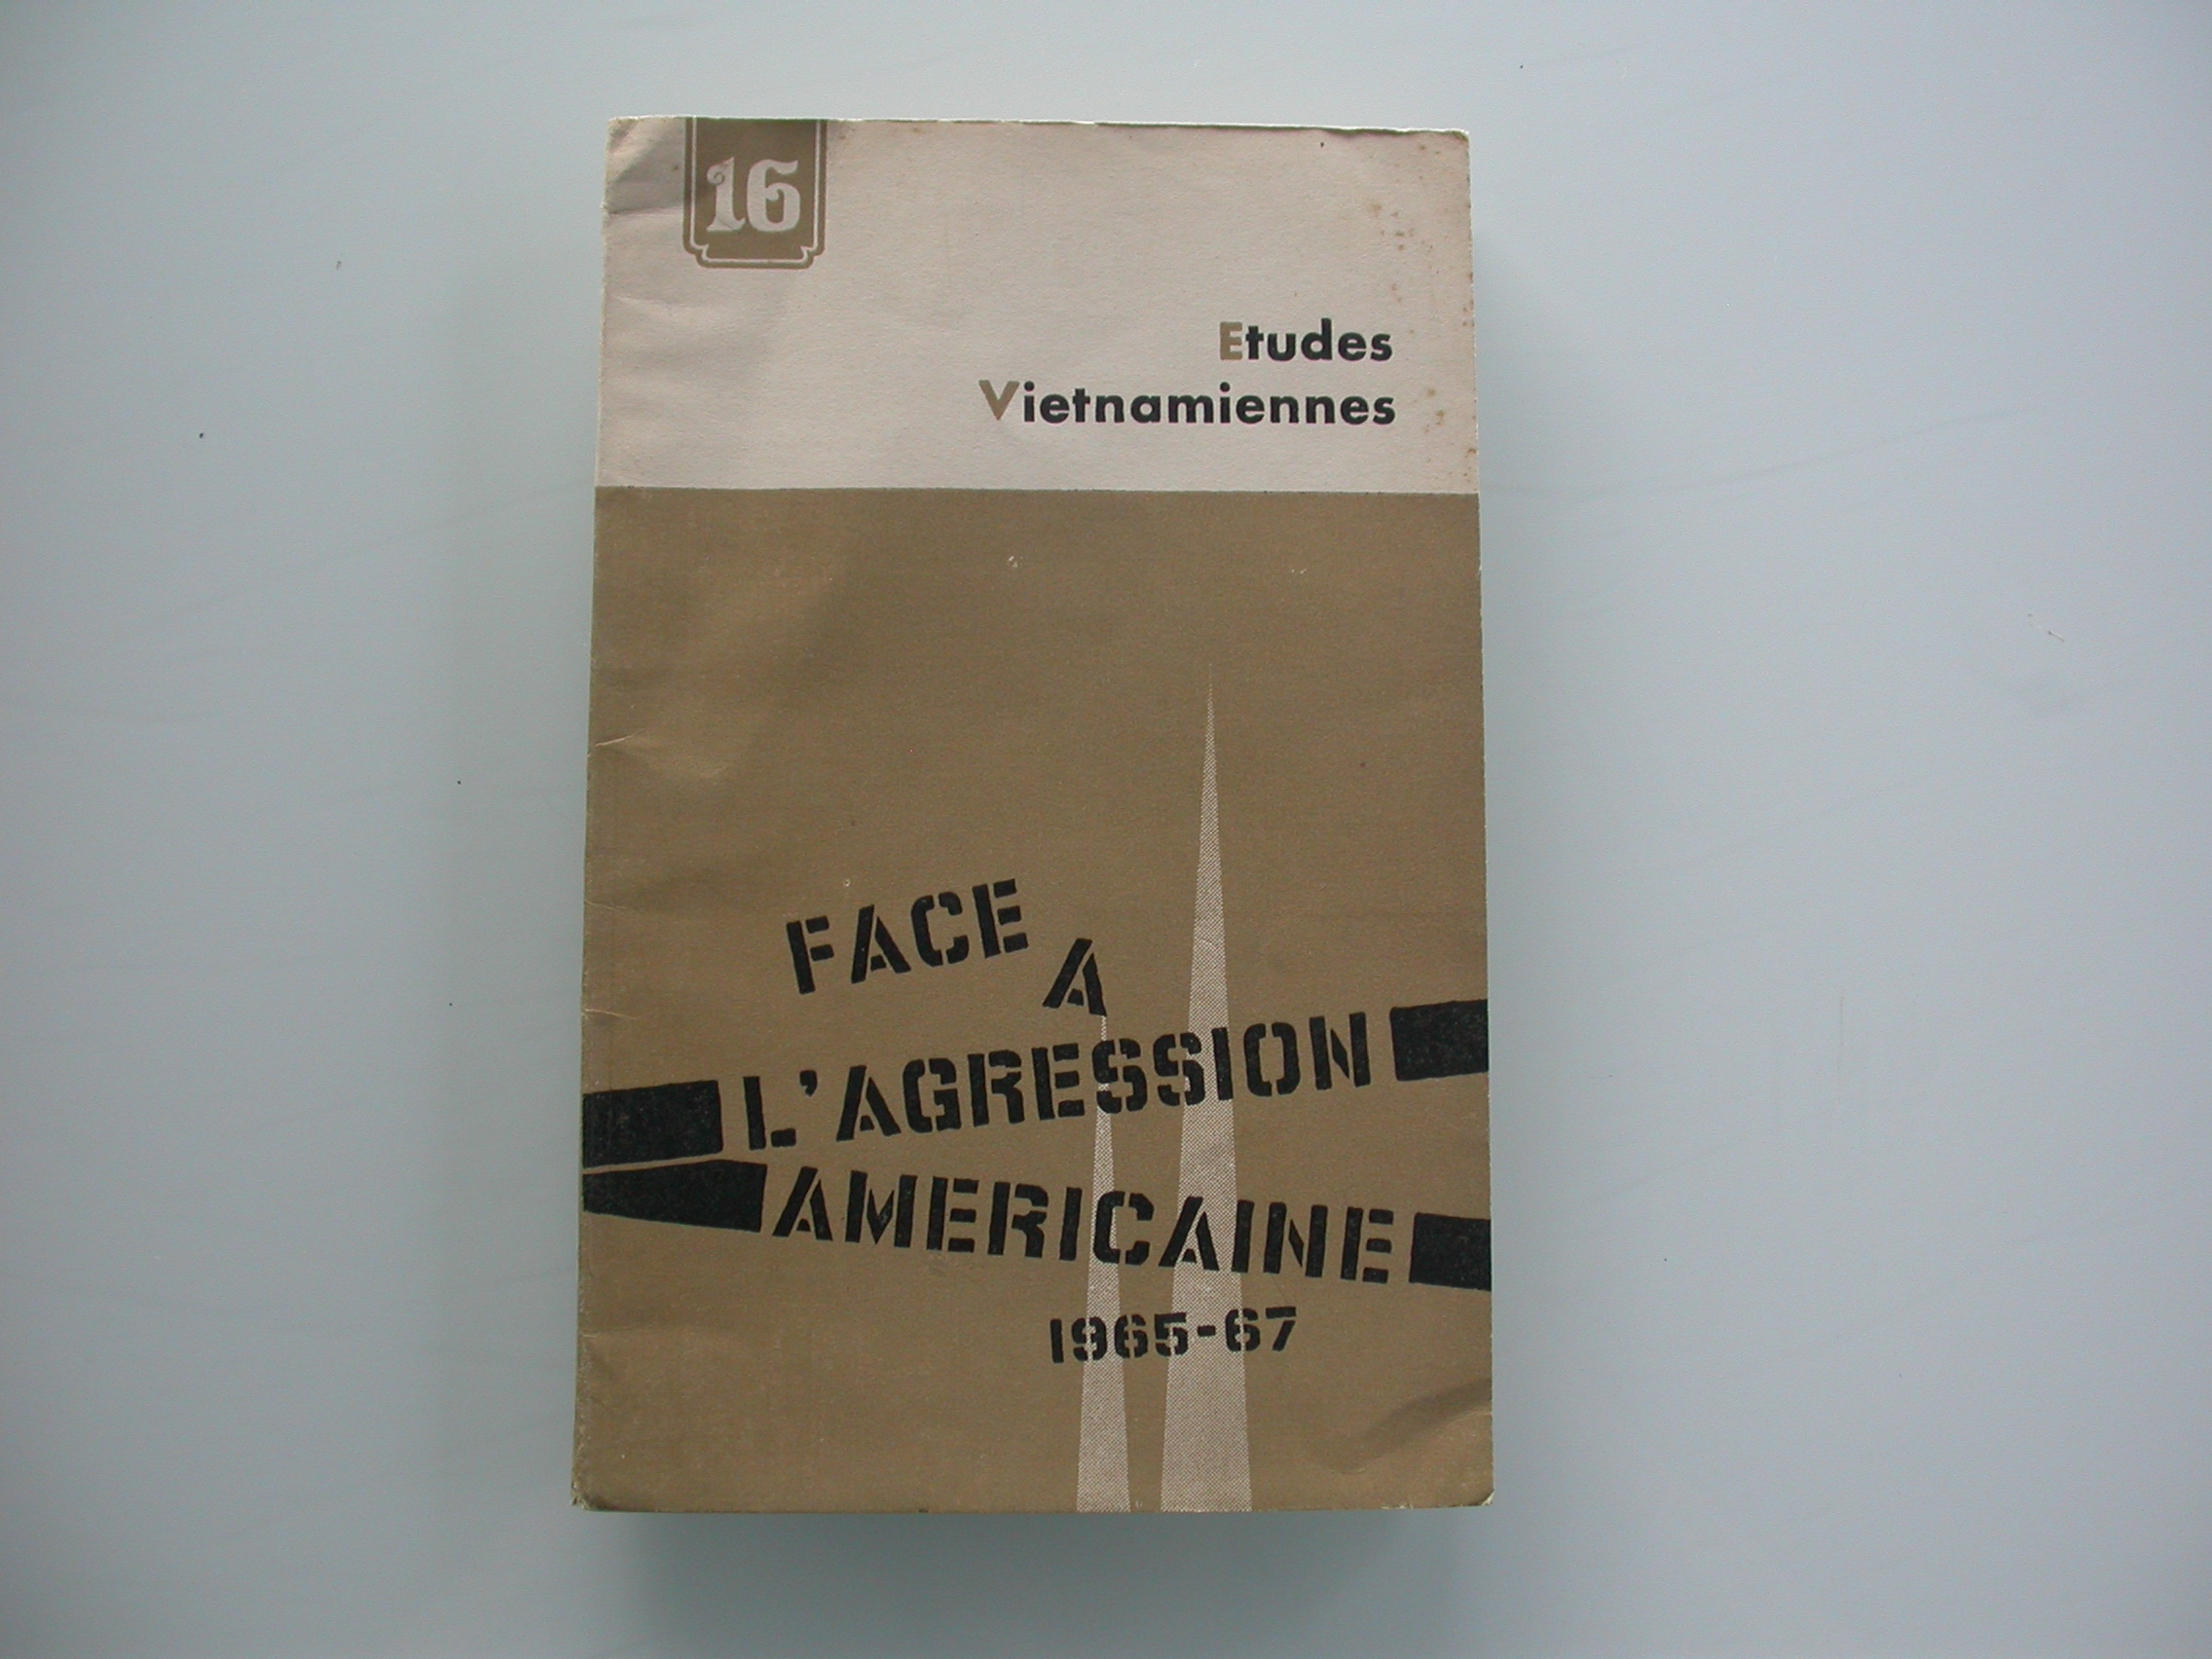 16
Etudes
Vietnamiennes
FACE
A
L'AGRESSION
AMERICAINE
1965-67